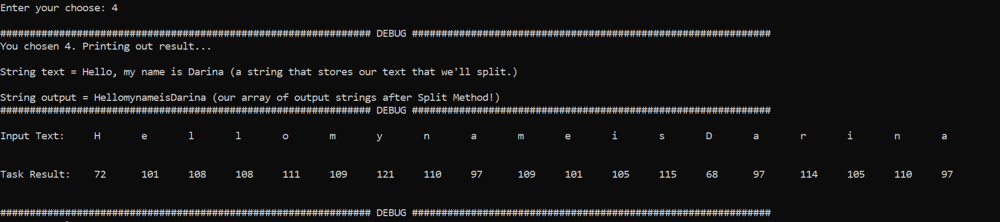 Enter your choose: 4
############################################################### DEBUG #############################################################
You chosen 4. Printing out result...
String text = Hello, my name is Darina (a string that stores our text that we'll split.)
String output = HellomynameisDarina (our array of output strings after Split Method!)
############################################################### DEBUG #############################################################
Input Text: H e l l o m y n a m e i s D a r i n a
Task Result: 72 101 108 108 111 109 121 110 97 109 101 105 115 68 97 114 105 110 97
############################################################### DEBUG #############################################################